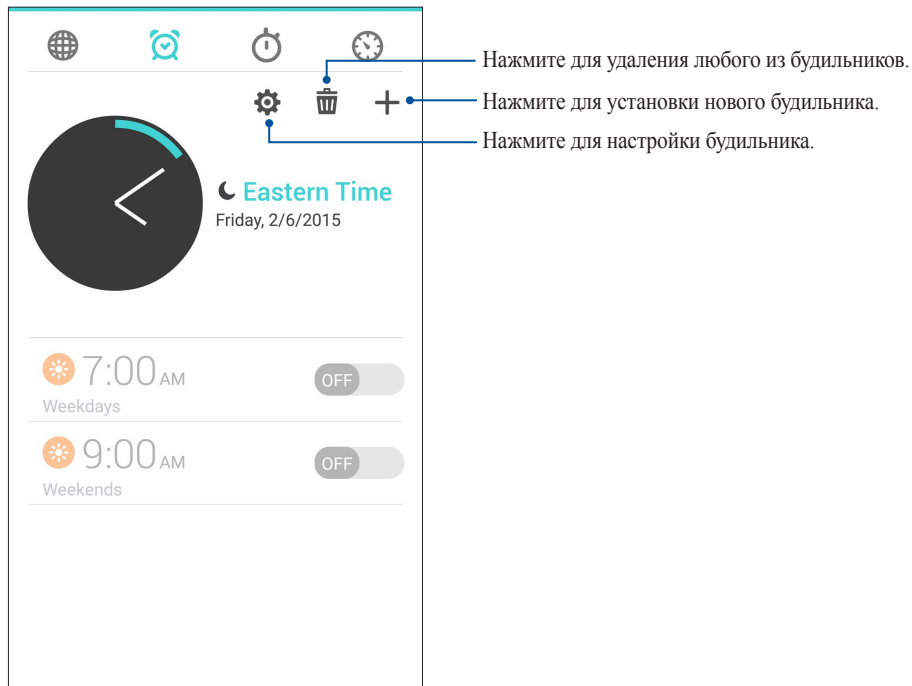 Нажмите для удаления любого из будильников.
Нажмите для установки нового будильника.
Нажмите для настройки будильника.
Eastern Time
Friday, 2/6/2015
7:00 AM
OFF
Weekdays
9:00 AM
OFF
Weekends